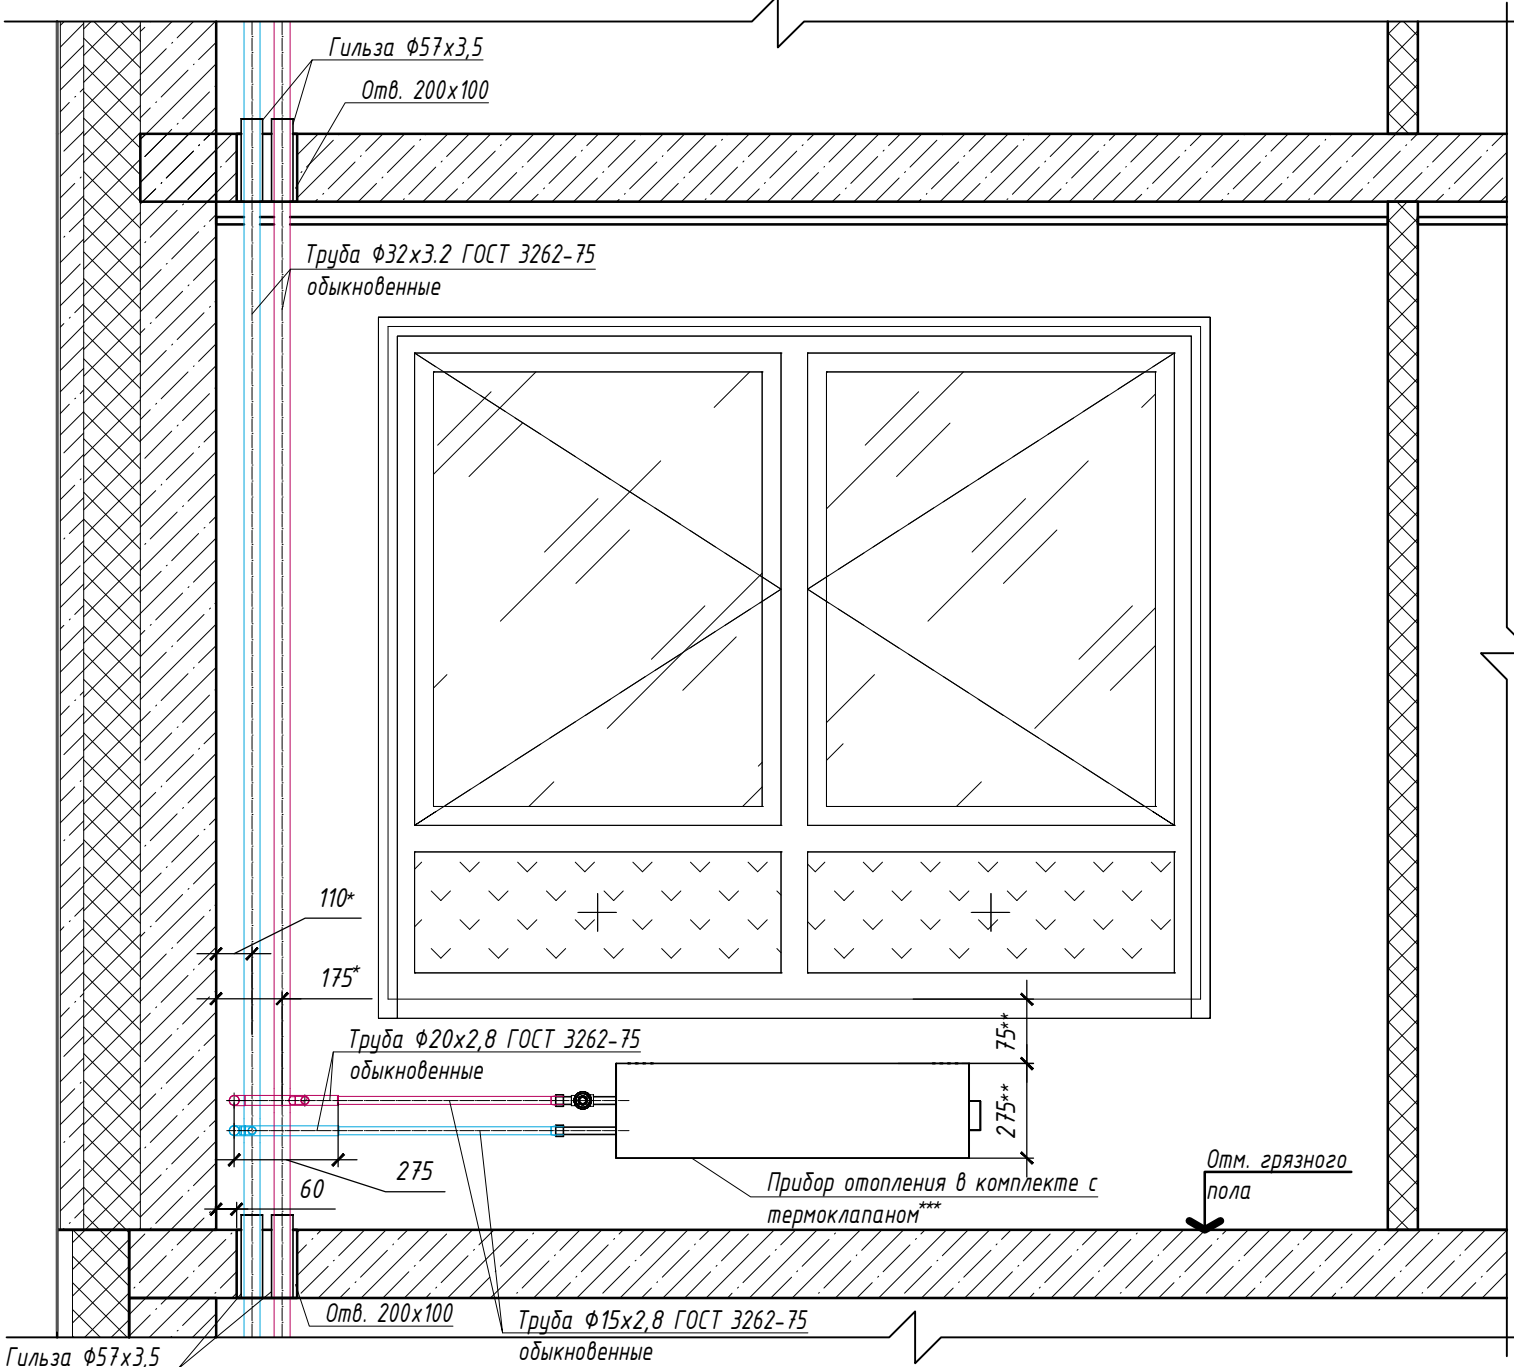 Гильза Ф57х3,5
Отв. 200х100
Труба Ф32х3.2 ГОСТ 3262-75
обыкновенные
110*
175*
75**
Труба Ф20х2,8 ГОСТ 3262-75
обыкновенные
275**
275
60
Прибор отопления в комплекте с
термоклапаном***
Отм. грязного
пола
Отв. 200х100
Труба Ф15х2,8 ГОСТ 3262-75
обыкновенные
Гильза Ф57х3,5